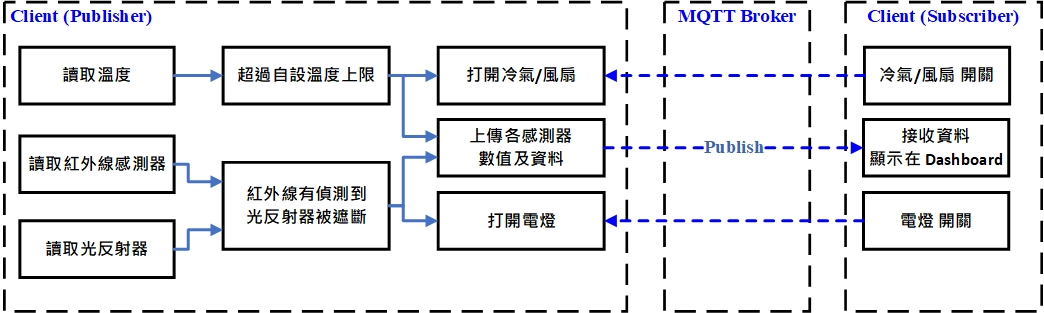 Client (Publisher)
MQTT Broker
Client (Subscriber)
讀取溫度
超過自設溫度上限
打開冷氣/風扇
冷氣/風扇 開關
讀取紅外線感測器
上傳各感測器
數值及資料
Publish
接收資料
顯示在 Dashboard
紅外線有偵測到
光反射器被遮斷
讀取光反射器
打開電燈
電燈 開關